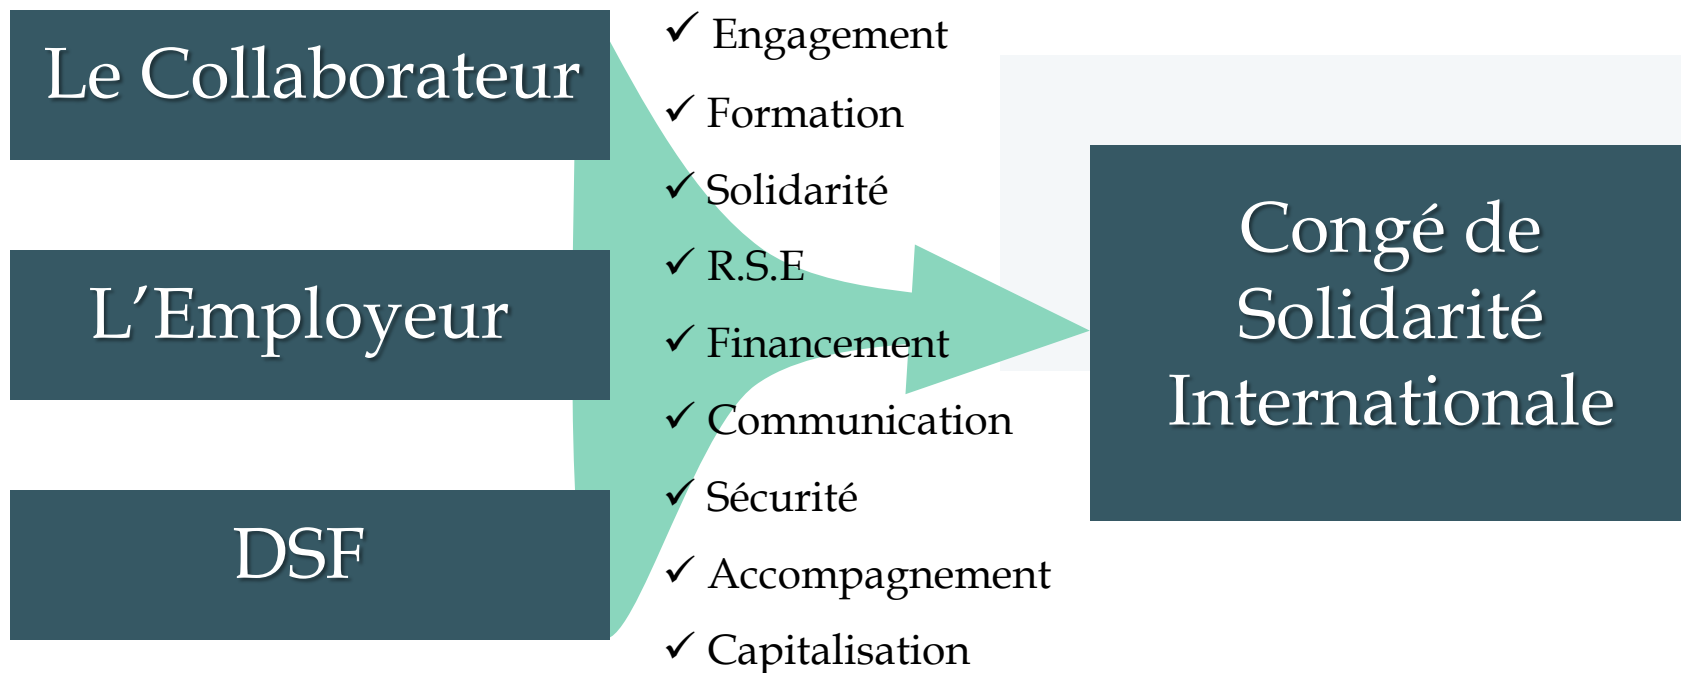 Le Collaborateur
L’Employeur
DSF
✓ Engagement
✓ Formation
✓ Solidarité
✓ R.S.E
✓ Financement
✓ Communication
✓ Sécurité
✓ Accompagnement
✓ Capitalisation
Congé de
Solidarité
Internationale